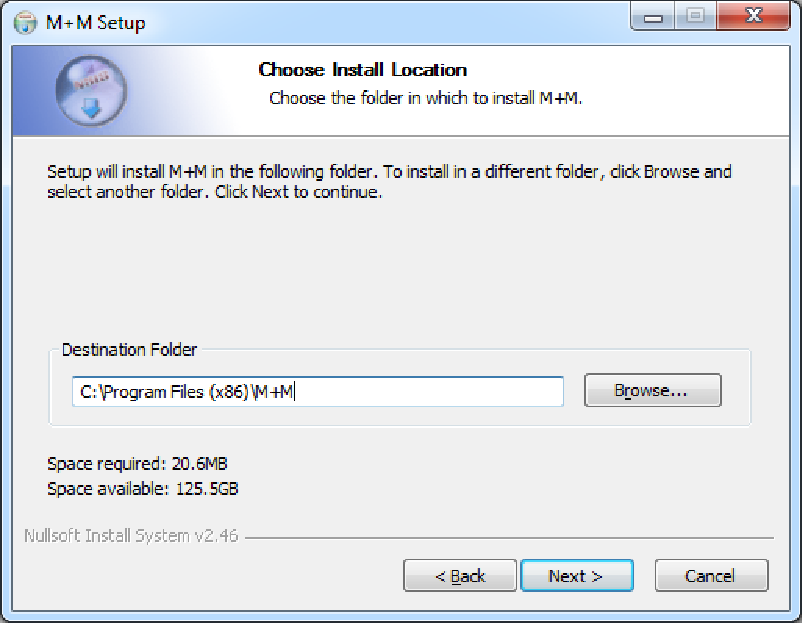 M+M Setup
Choose Install Location
Choose the folder in which to install M+M.
Setup will install M+M in the following folder. To install in a different folder, click Browse and
select another folder. Click Next to continue.
Destination Folder
C:\Program Files (x86)\M+M
Browse...
Space required: 20.6MB
Space available: 125.5GB
Nullsoft Install System v2.46
< Back
Next >
Cancel